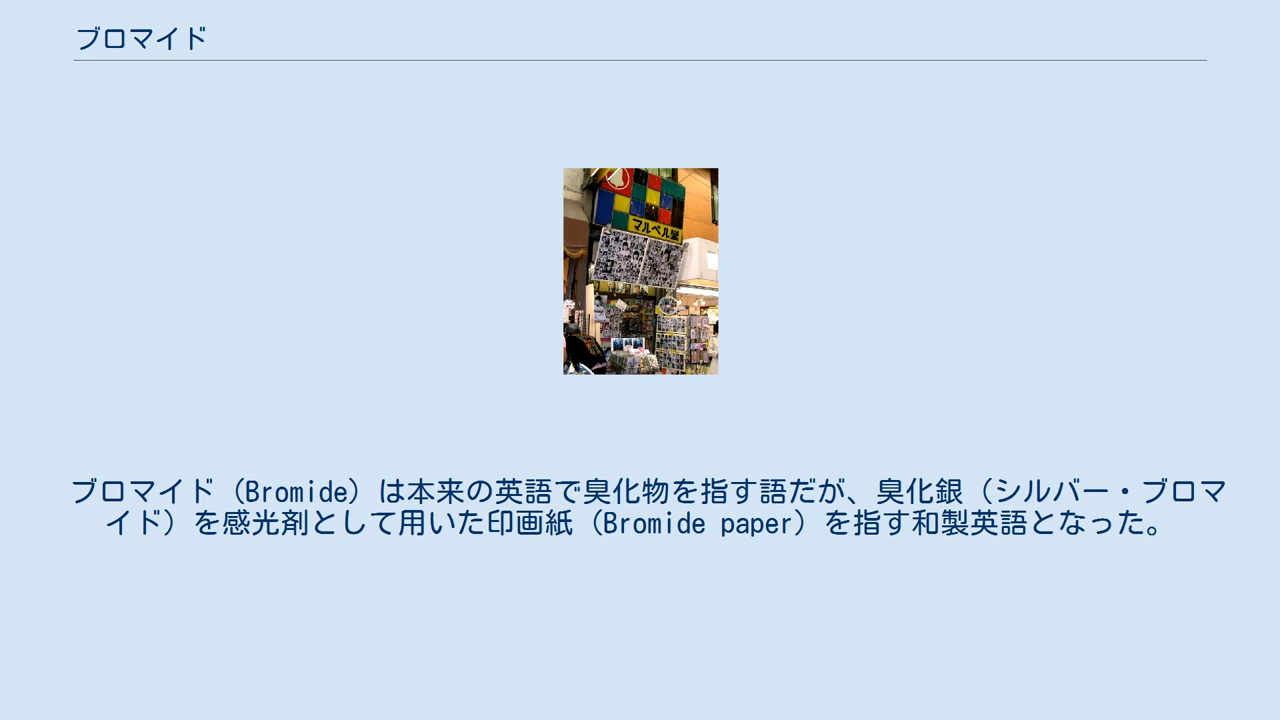 ブロマイド
マルベル堂
ブロマイド（Bromide）は本来の英語で臭化物を指す語だが、臭化銀（シルバー・ブロマ
イド）を感光剤として用いた印画紙（Bromide paper）を指す和製英語となった。